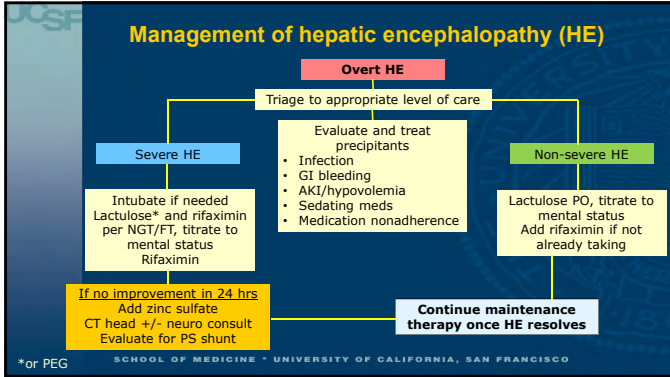 UCSF
Management of hepatic encephalopathy (HE)
Overt HE
Triage to appropriate level of care
Severe HE
Evaluate and treat
precipitants
• Infection
• GI bleeding
• AKI/hypovolemia
• Sedating meds
• Medication nonadherence
Non-severe HE
Intubate if needed
Lactulose* and rifaximin
per NGT/FT, titrate to
mental status
Rifaximin
Lactulose PO, titrate to
mental status
Add rifaximin if not
already taking
If no improvement in 24 hrs
Add zinc sulfate
CT head +/- neuro consult
Evaluate for PS shunt
Continue maintenance
therapy once HE resolves
*or PEG
SCHOOL OF MEDICINE • UNIVERSITY OF CALIFORNIA, SAN FRANCISCO